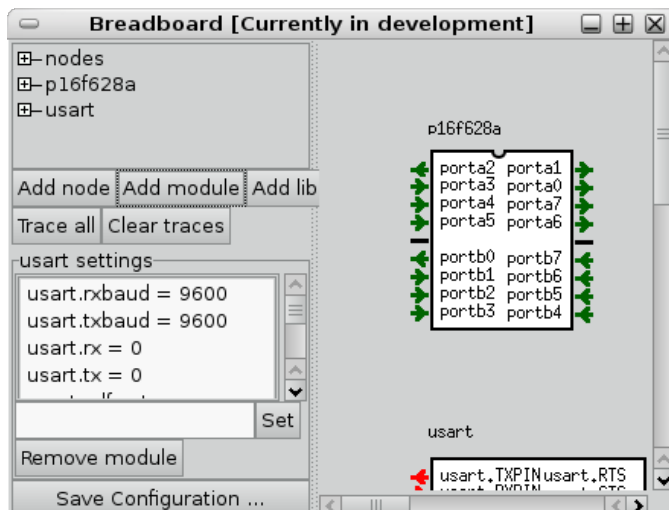 Breadboard [Currently in development]
nodes
p16f628a
usart
Add node Add module Add lib
Trace all Clear traces
usart settings
usart.rxbaud = 9600
usart.txbaud = 9600
usart.rx = 0
usart.tx = 0
Set
Remove module
Save Configuration ...
p16f628a
porta2 porta1
porta3 porta0
porta4 porta7
porta5 porta6
portb0 portb7
portb1 portb6
portb2 portb5
portb3 portb4
usart
usart.TXPIN usart.RTS